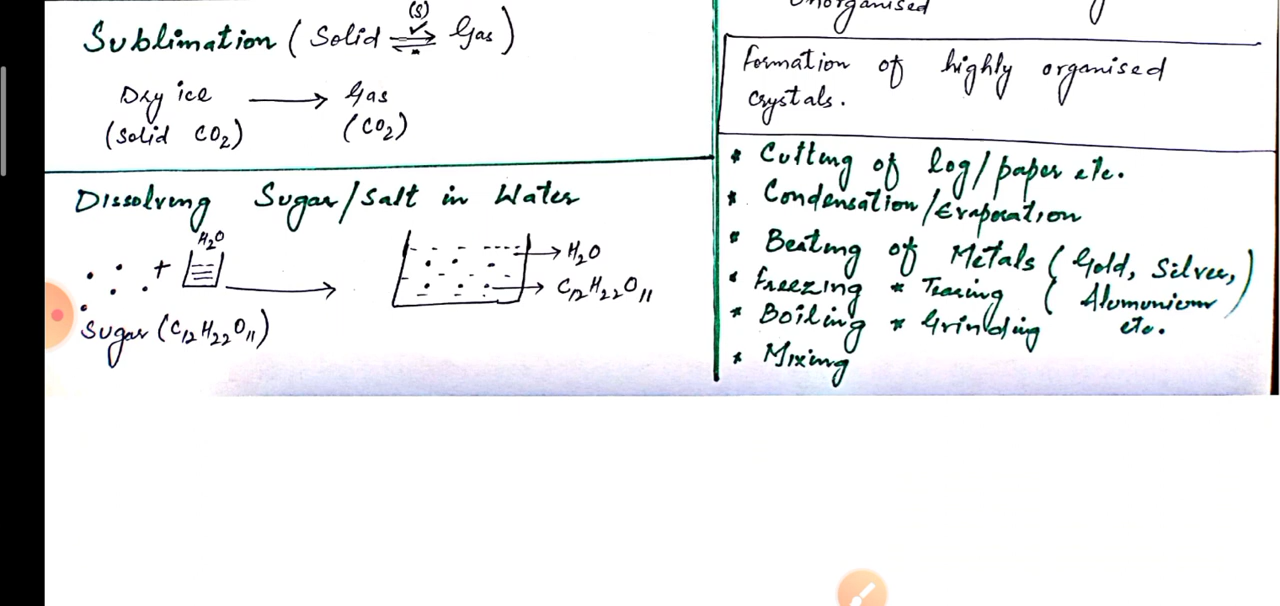 Sublimation ( Solid ⇌ Gas )
(S)
Dry ice ⟶ Gas
(Solid CO₂) (CO₂)
Dissolving Sugar/Salt in Water
+ H₂O ⟶
→ H₂O
→ C₁₂H₂₂O₁₁
Sugar (C₁₂H₂₂O₁₁)
Unorganised
Formation of highly organised
crystals.
* Cutting of log/paper etc.
* Condensation/Evaporation
* Beating of Metals ( Gold, Silver,
* Freezing * Tearing ( Alumunium )
* Boiling * Grinding etc.
* Mixing